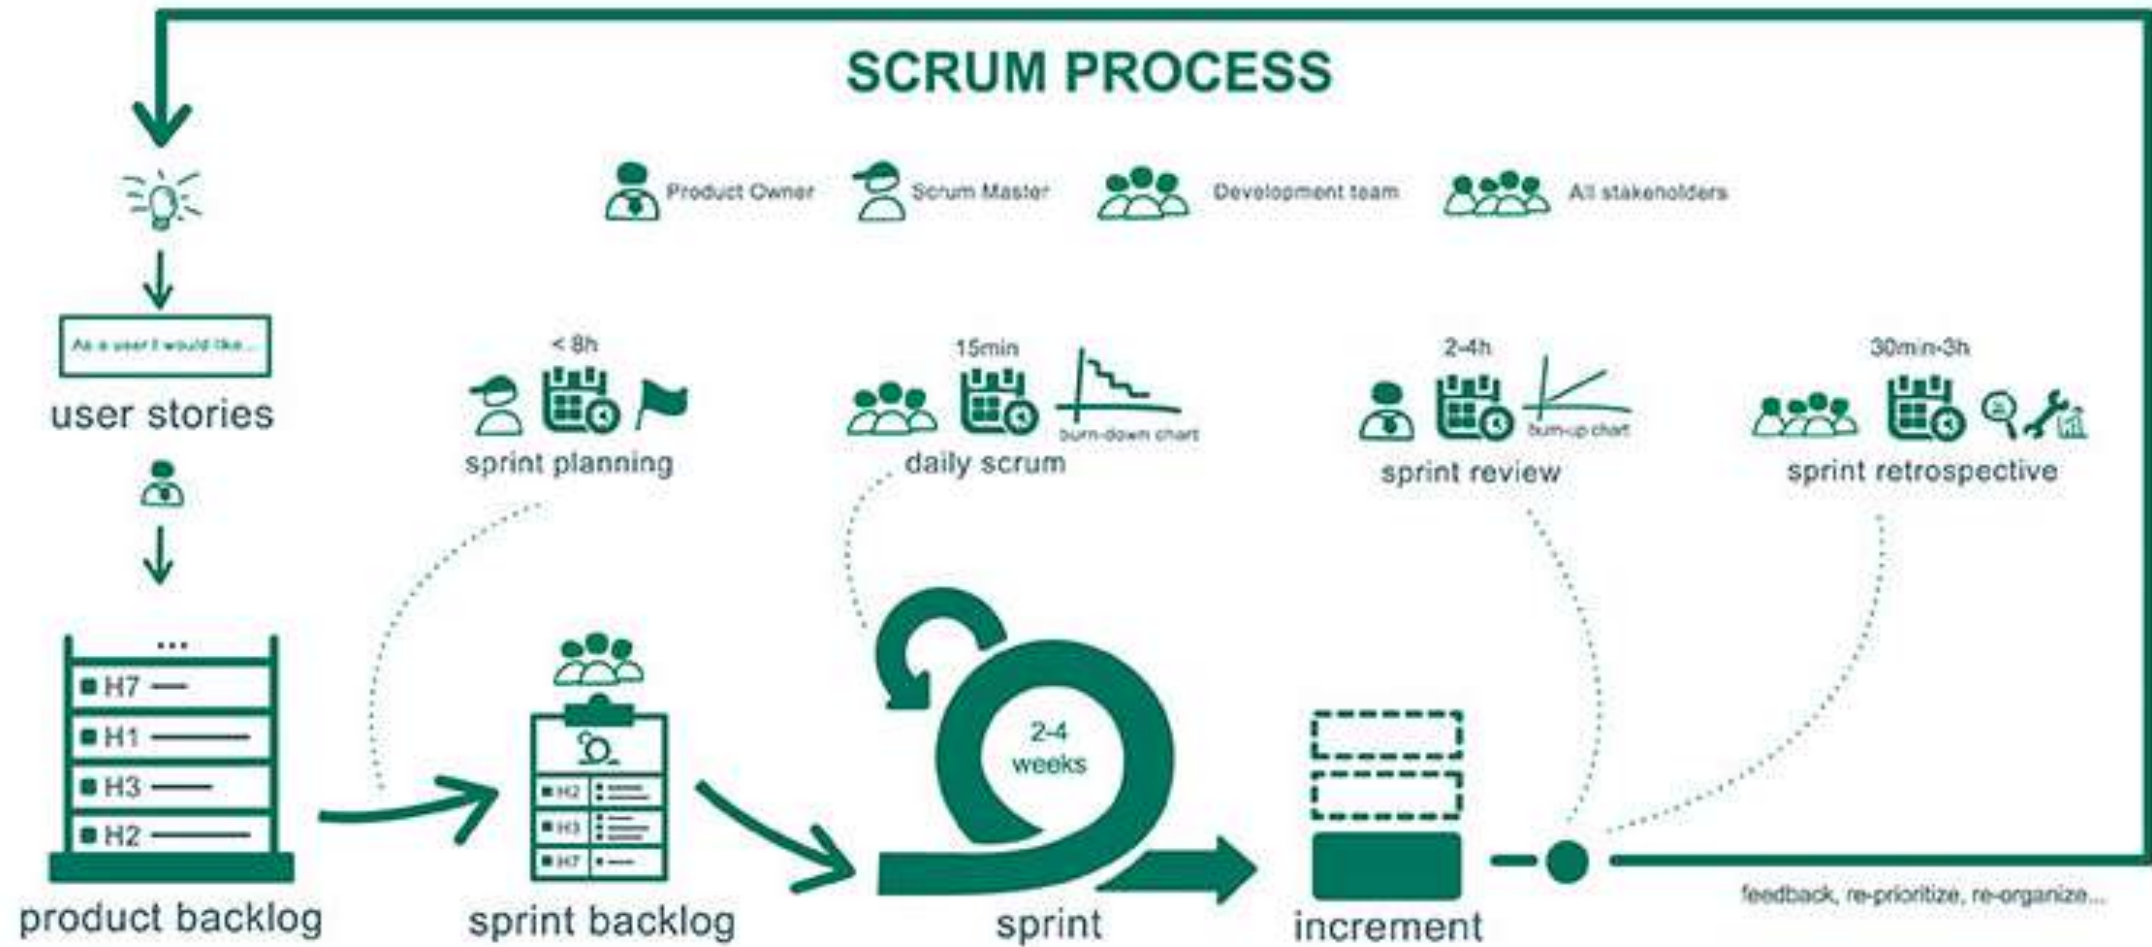 SCRUM PROCESS
Product Owner
Scrum Master
Development team
All stakeholders
As a user I would like...
user stories
< 8h
sprint planning
15min
burn-down chart
daily scrum
2-4h
burn-up chart
sprint review
30min-3h
sprint retrospective
...
H7
H1
H3
H2
product backlog
H2
H3
H7
sprint backlog
2-4
weeks
sprint
increment
feedback, re-prioritize, re-organize...